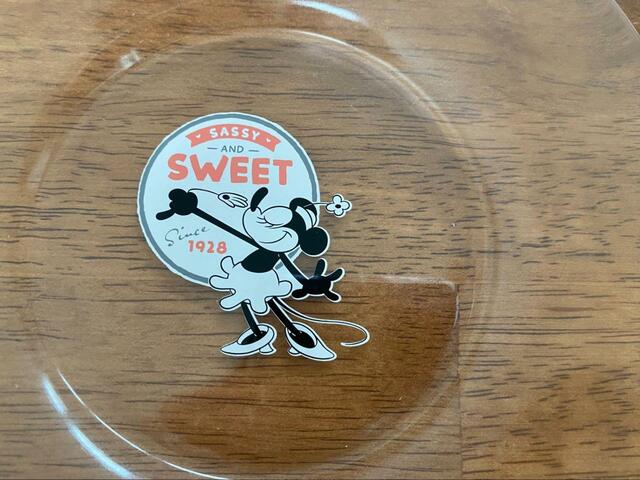 SASSY
AND
SWEET
Since
1928